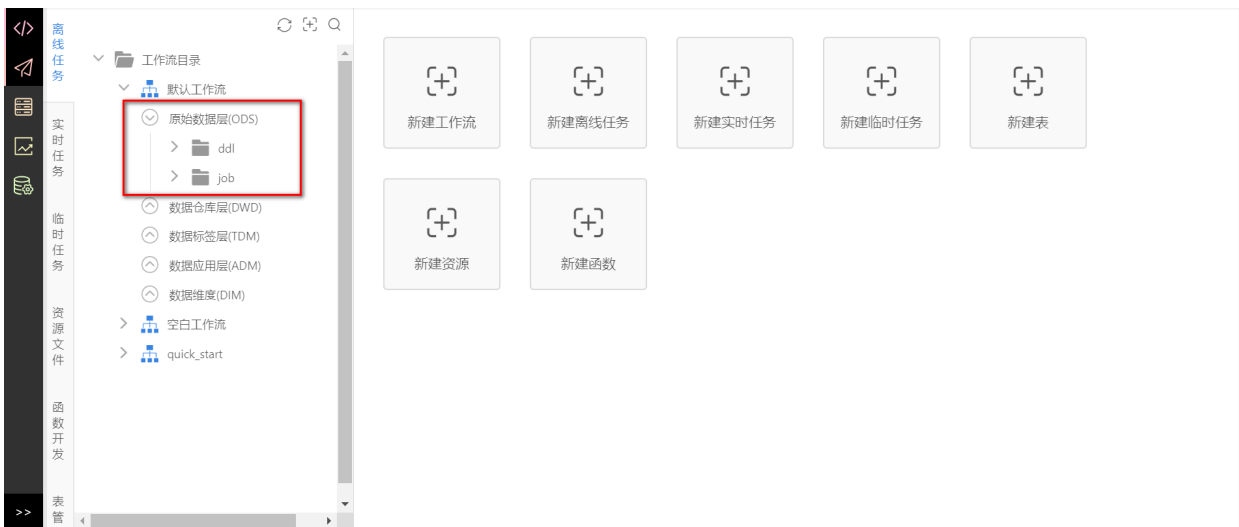 离线任务
实时任务
临时任务
资源文件
函数开发
表管
>>
工作流目录
默认工作流
原始数据层(ODS)
ddl
job
数据仓库层(DWD)
数据标签层(TDM)
数据应用层(ADM)
数据维度(DIM)
空白工作流
quick_start
新建工作流
新建离线任务
新建实时任务
新建临时任务
新建表
新建资源
新建函数